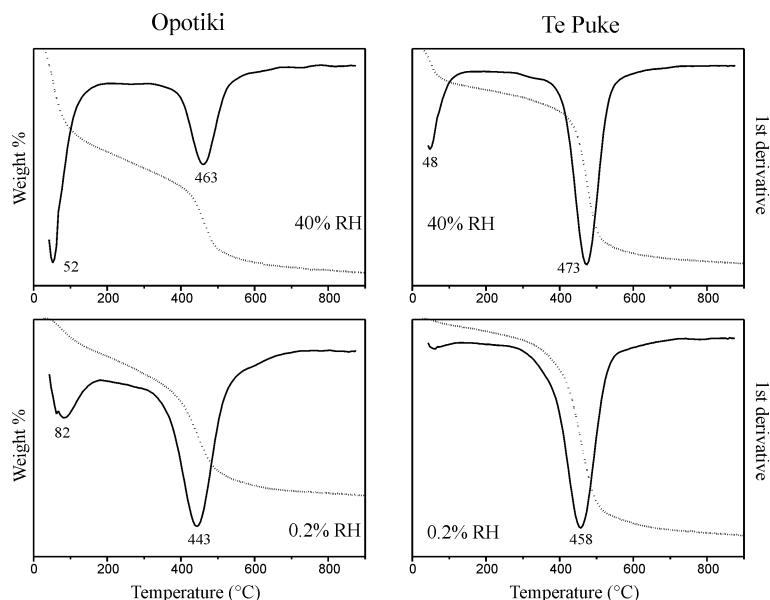 Opotiki
Te Puke
Weight %
463
40% RH
52
0 200 400 600 800
48
40% RH
473
1st derivative
0 200 400 600 800
Weight %
82
0.2% RH
443
0 200 400 600 800
Temperature (°C)
0.2% RH
458
1st derivative
0 200 400 600 800
Temperature (°C)